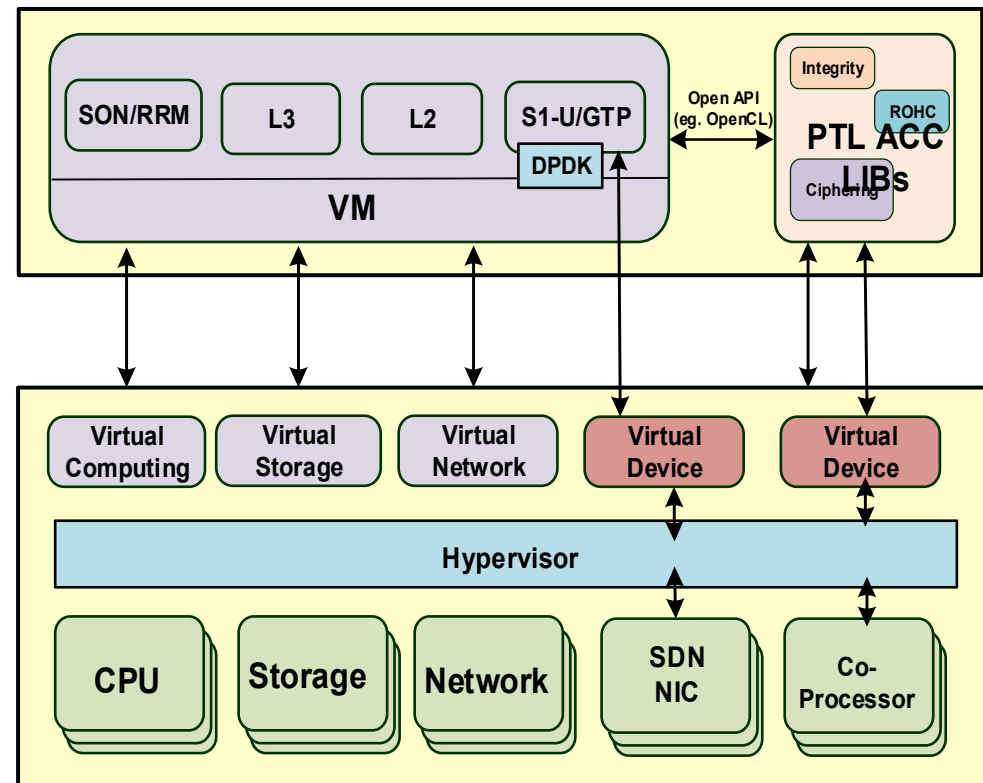 Integrity
Open API
(eg. OpenCL)
SON/RRM
L3
L2
S1-U/GTP
ROHC
PTL ACC
LIBs
DPDK
Ciphering
VM
Virtual
Computing
Virtual
Storage
Virtual
Network
Virtual
Device
Virtual
Device
Hypervisor
CPU
Storage
Network
SDN
NIC
Co-
Processor